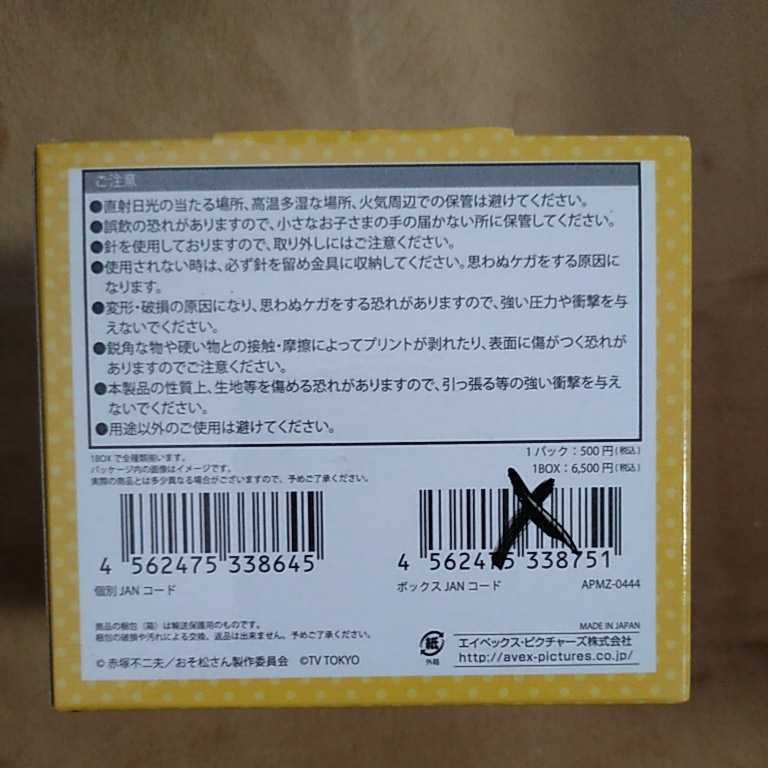 ご注意
●直射日光の当たる場所、高温多湿な場所、火気周辺での保管は避けてください。
●誤飲の恐れがありますので、小さなお子さまの手の届かない所に保管してください。
●針を使用しておりますので、取り外しにはご注意ください。
●使用されない時は、必ず針を留め金具に収納してください。思わぬケガをする原因に
なります。
●変形・破損の原因になり、思わぬケガをする恐れがありますので、強い圧力や衝撃を与
えないでください。
●鋭角な物や硬い物との接触・摩擦によってプリントが剥れたり、表面に傷がつく恐れが
ありますのでご注意ください。
●本製品の性質上、生地等を傷める恐れがありますので、引っ張る等の強い衝撃を与え
ないでください。
●用途以外のご使用は避けてください。
1BOXで全種類揃います。
パッケージ内の画像はイメージです。
実際の商品とは多少異なる場合がございますので、予めご了承ください。
1パック：500円(税込)
1BOX：6,500円(税込)
4 562475 338645
個別JANコード
4 562475 338751
ボックスJANコード
APMZ-0444
商品の梱包（箱）は輸送保護用のものです。
梱包の破損や汚れによる交換、返品は出来ません。予めご了承ください。
©赤塚不二夫／おそ松さん製作委員会 ©TV TOKYO
紙
外箱
MADE IN JAPAN
エイベックス・ピクチャーズ株式会社
http://avex-pictures.co.jp/